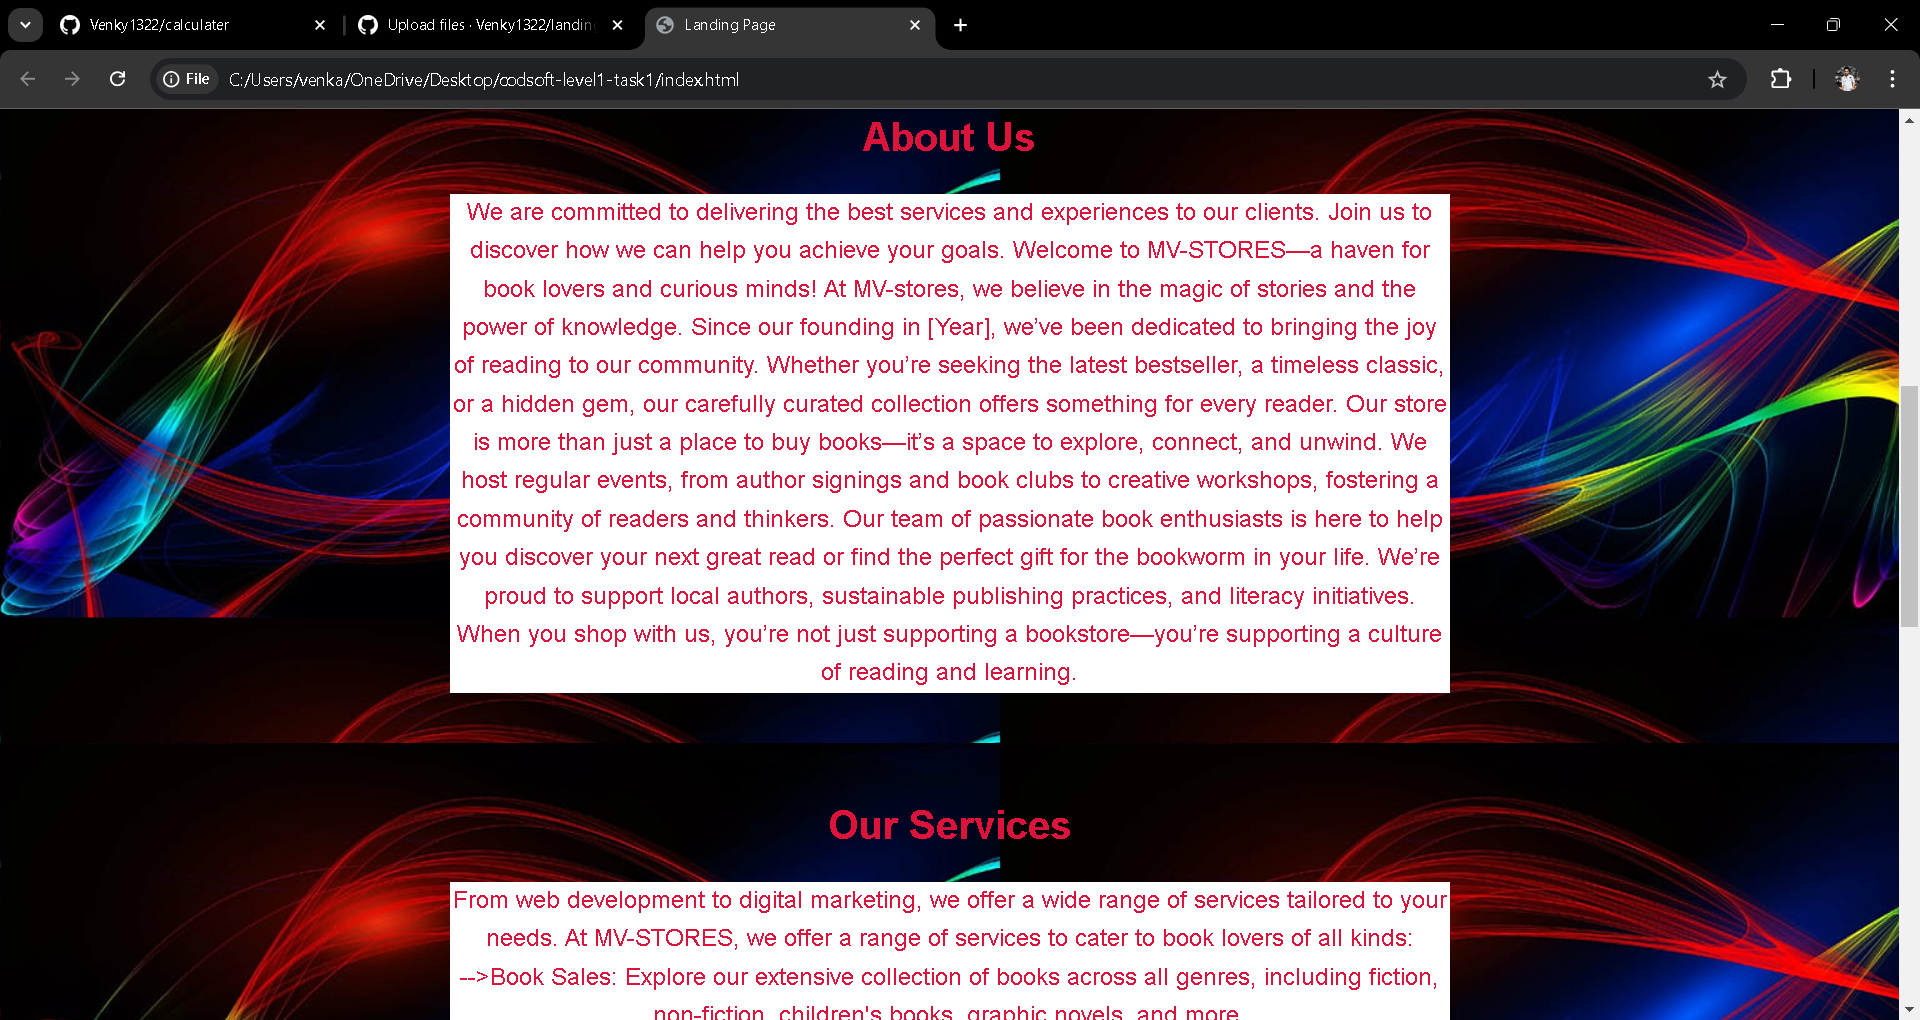 Venky1322/calculater
Upload files · Venky1322/landin
Landing Page
File
C:/Users/venka/OneDrive/Desktop/codsoft-level1-task1/index.html
About Us
We are committed to delivering the best services and experiences to our clients. Join us to
discover how we can help you achieve your goals. Welcome to MV-STORES—a haven for
book lovers and curious minds! At MV-stores, we believe in the magic of stories and the
power of knowledge. Since our founding in [Year], we’ve been dedicated to bringing the joy
of reading to our community. Whether you’re seeking the latest bestseller, a timeless classic,
or a hidden gem, our carefully curated collection offers something for every reader. Our store
is more than just a place to buy books—it’s a space to explore, connect, and unwind. We
host regular events, from author signings and book clubs to creative workshops, fostering a
community of readers and thinkers. Our team of passionate book enthusiasts is here to help
you discover your next great read or find the perfect gift for the bookworm in your life. We’re
proud to support local authors, sustainable publishing practices, and literacy initiatives.
When you shop with us, you’re not just supporting a bookstore—you’re supporting a culture
of reading and learning.
Our Services
From web development to digital marketing, we offer a wide range of services tailored to your
needs. At MV-STORES, we offer a range of services to cater to book lovers of all kinds:
-->Book Sales: Explore our extensive collection of books across all genres, including fiction,
non-fiction, children's books, graphic novels, and more.